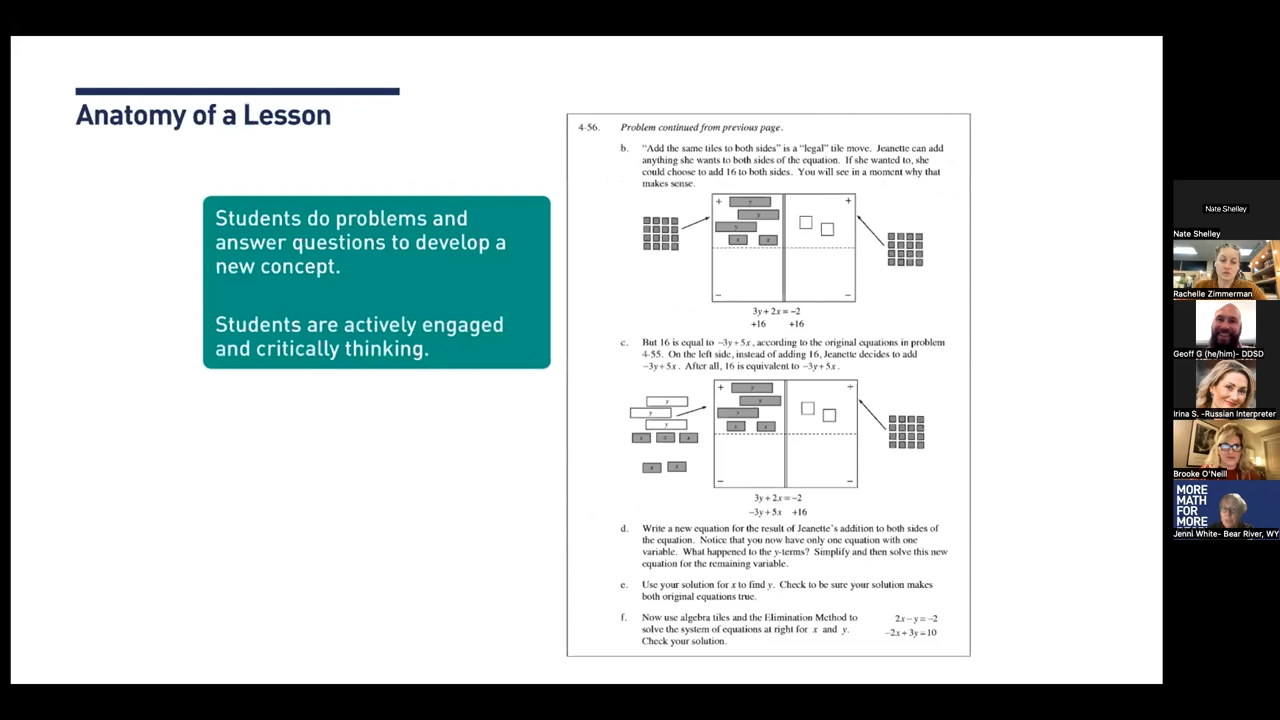 Anatomy of a Lesson
Students do problems and
answer questions to develop a
new concept.
Students are actively engaged
and critically thinking.
4-56. Problem continued from previous page.
b. "Add the same tiles to both sides" is a "legal" tile move. Jeanette can add
anything she wants to both sides of the equation. If she wanted to, she
could choose to add 16 to both sides. You will see in a moment why that
makes sense.
+ y +
y
y
x x
– –
3y + 2x = –2
+16 +16
c. But 16 is equal to –3y + 5x, according to the original equations in problem
4-55. On the left side, instead of adding 16, Jeanette decides to add
–3y + 5x. After all, 16 is equivalent to –3y + 5x.
+ y +
y y
y y
y x x
x x x
x x
– –
3y + 2x = –2
–3y + 5x +16
d. Write a new equation for the result of Jeanette's addition to both sides of
the equation. Notice that you now have only one equation with one
variable. What happened to the y-terms? Simplify and then solve this new
equation for the remaining variable.
e. Use your solution for x to find y. Check to be sure your solution makes
both original equations true.
f. Now use algebra tiles and the Elimination Method to
solve the system of equations at right for x and y.
Check your solution.
2x – y = –2
–2x + 3y = 10
Nate Shelley
Nate Shelley
Rachelle Zimmerman
Geoff G (he/him)- DDSD
Irina S. -Russian Interpreter
Brooke O'Neill
MORE
MATH
FOR
MORE
Jenni White- Bear River, WY